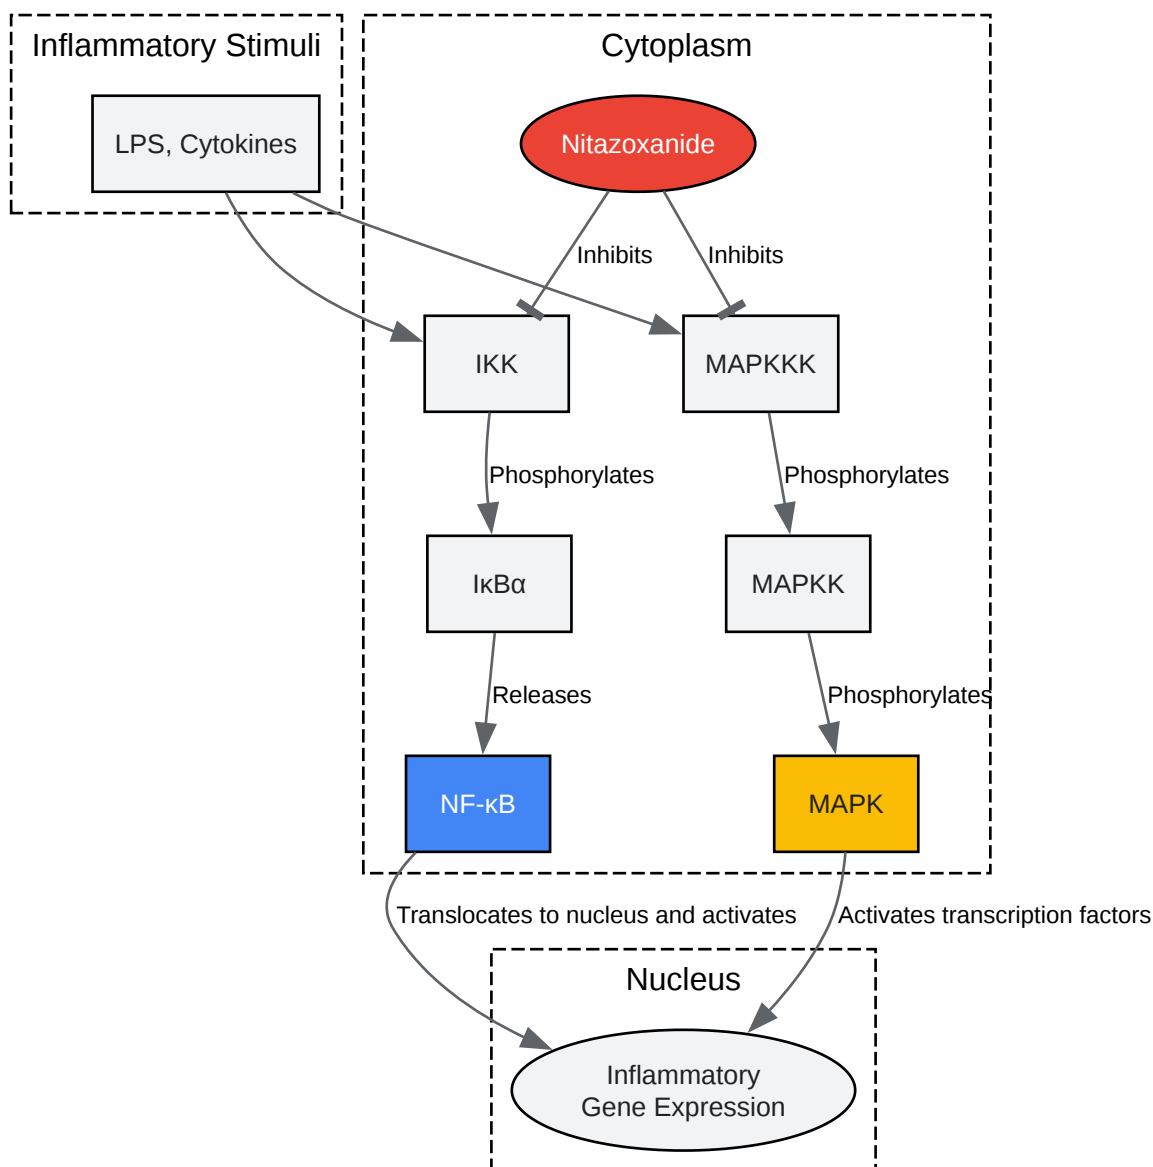 Inflammatory Stimuli
Cytoplasm
LPS, Cytokines
Nitazoxanide
Inhibits
Inhibits
IKK
MAPKKK
Phosphorylates
Phosphorylates
IκBα
MAPKK
Releases
Phosphorylates
NF-κB
MAPK
Translocates to nucleus and activates
Activates transcription factors
Nucleus
Inflammatory
Gene Expression